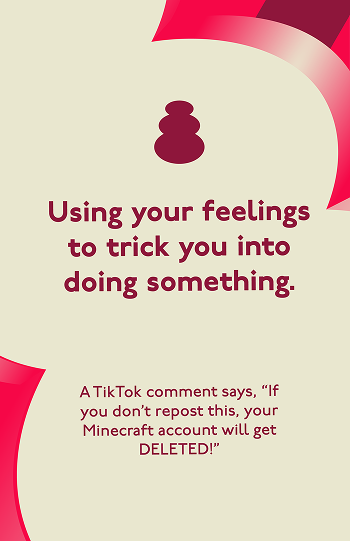 Using your feelings
to trick you into
doing something.
A TikTok comment says, “If
you don’t repost this, your
Minecraft account will get
DELETED!”